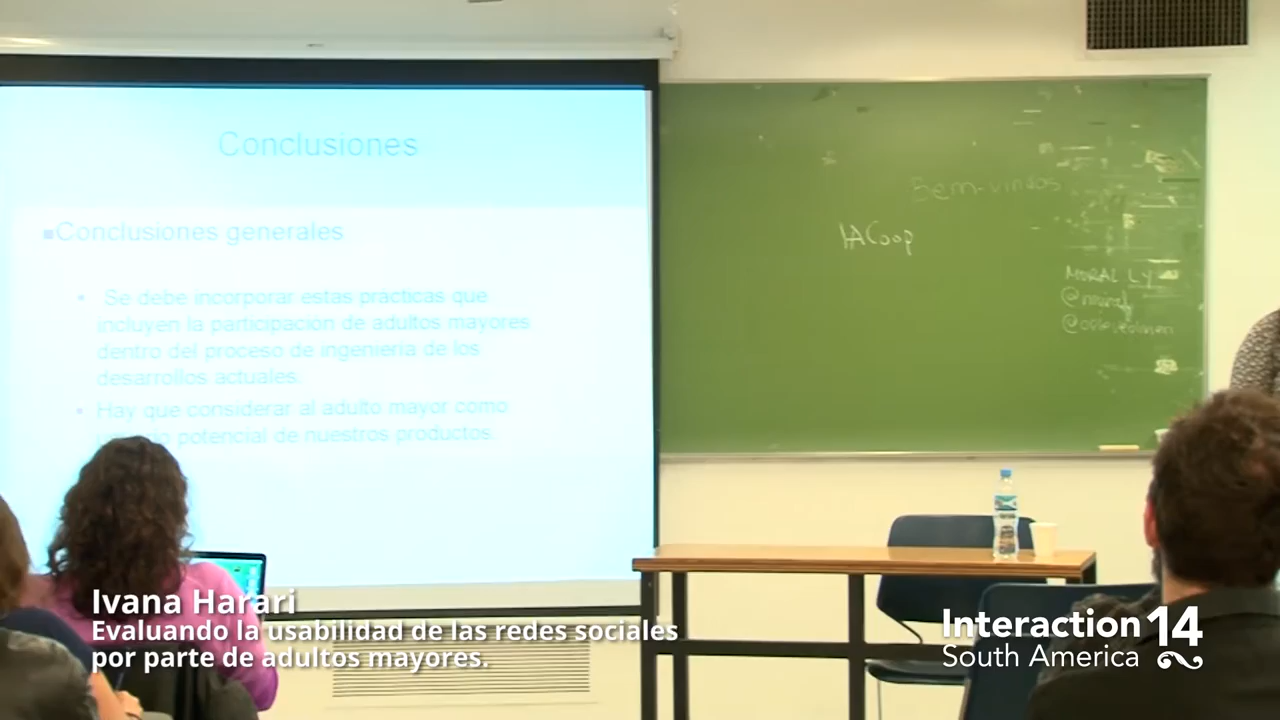 Conclusiones
Conclusiones generales
Se debe incorporar estas prácticas que
incluyen la participación de adultos mayores
dentro del proceso de ingeniería de los
desarrollos actuales.
Hay que considerar al adulto mayor como
potencial de nuestros productos.
Bem-vindos
IACoop
MURAL LY
Ivana Harari
Evaluando la usabilidad de las redes sociales
por parte de adultos mayores.
Interaction 14
South America